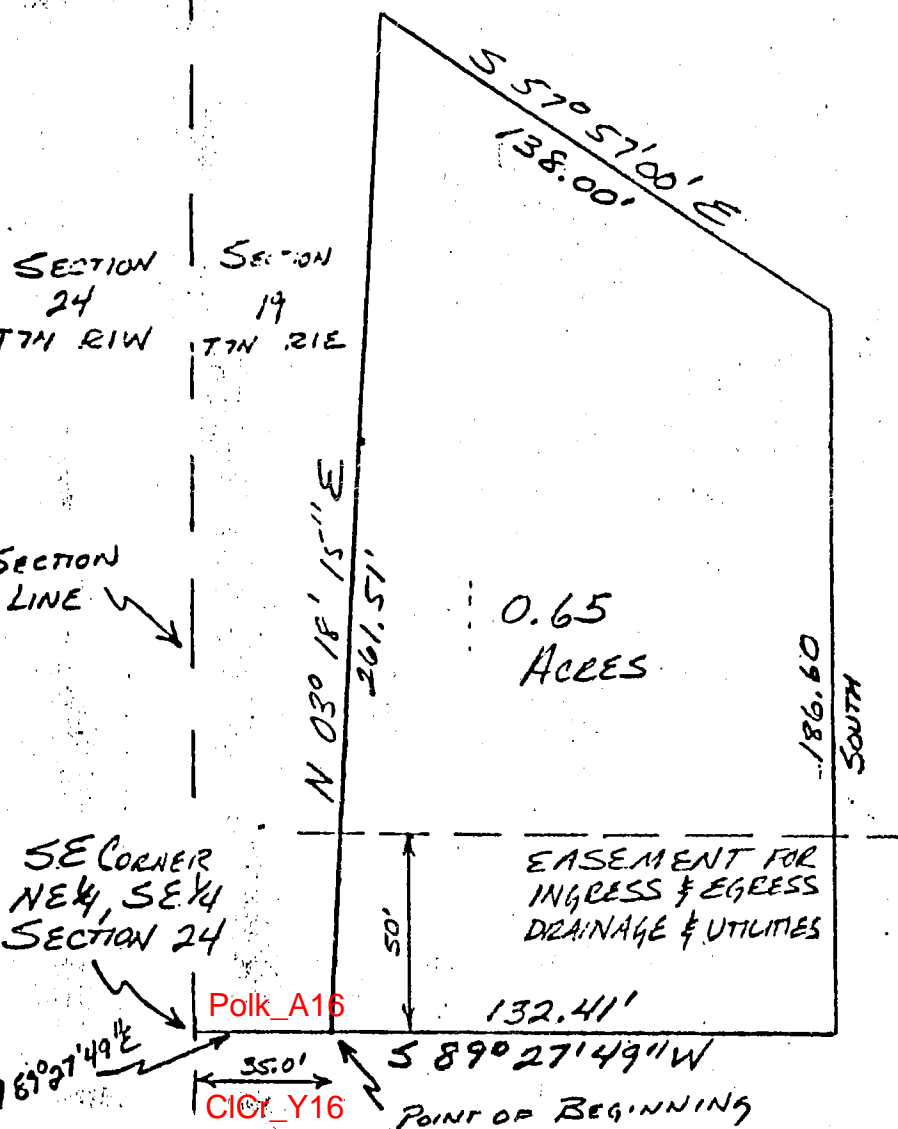 S 57° 57' 00' E
138.00'
SECTION
24
T7N R1W
SECTION
19
T7N R1E
SECTION
LINE
N 03° 18' 15" E
261.51'
0.65
ACRES
186.60
SOUTH
SE CORNER
NE¼, SE¼
SECTION 24
50'
EASEMENT FOR
INGRESS & EGRESS
DRAINAGE & UTILITIES
Polk_A16
132.41'
89°27'49"E
S 89° 27' 49" W
35.0'
ClCr_Y16
POINT OF BEGINNING